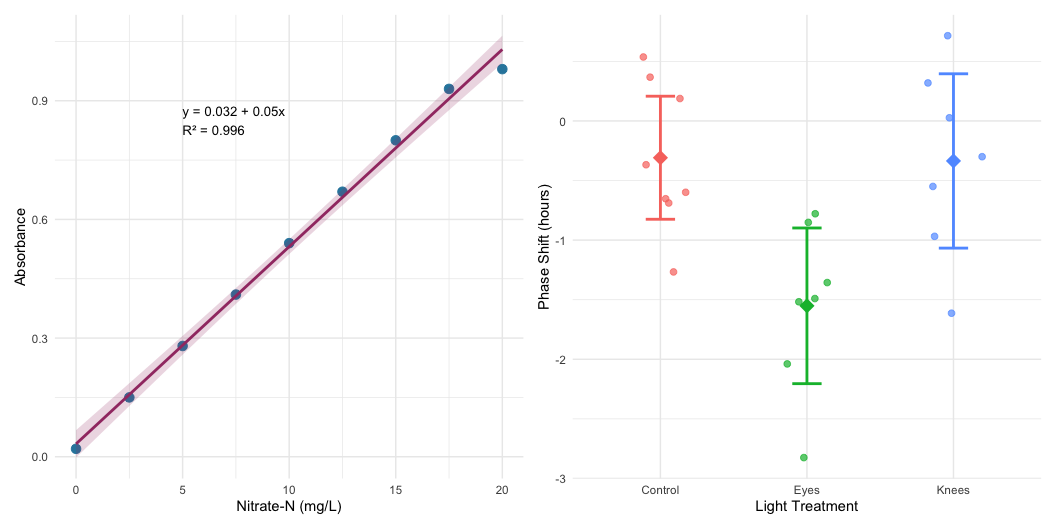 y = 0.032 + 0.05x
R² = 0.996
Absorbance
0.9
0.6
0.3
0.0
0 5 10 15 20
Nitrate-N (mg/L)
Phase Shift (hours)
0
-1
-2
-3
Control Eyes Knees
Light Treatment